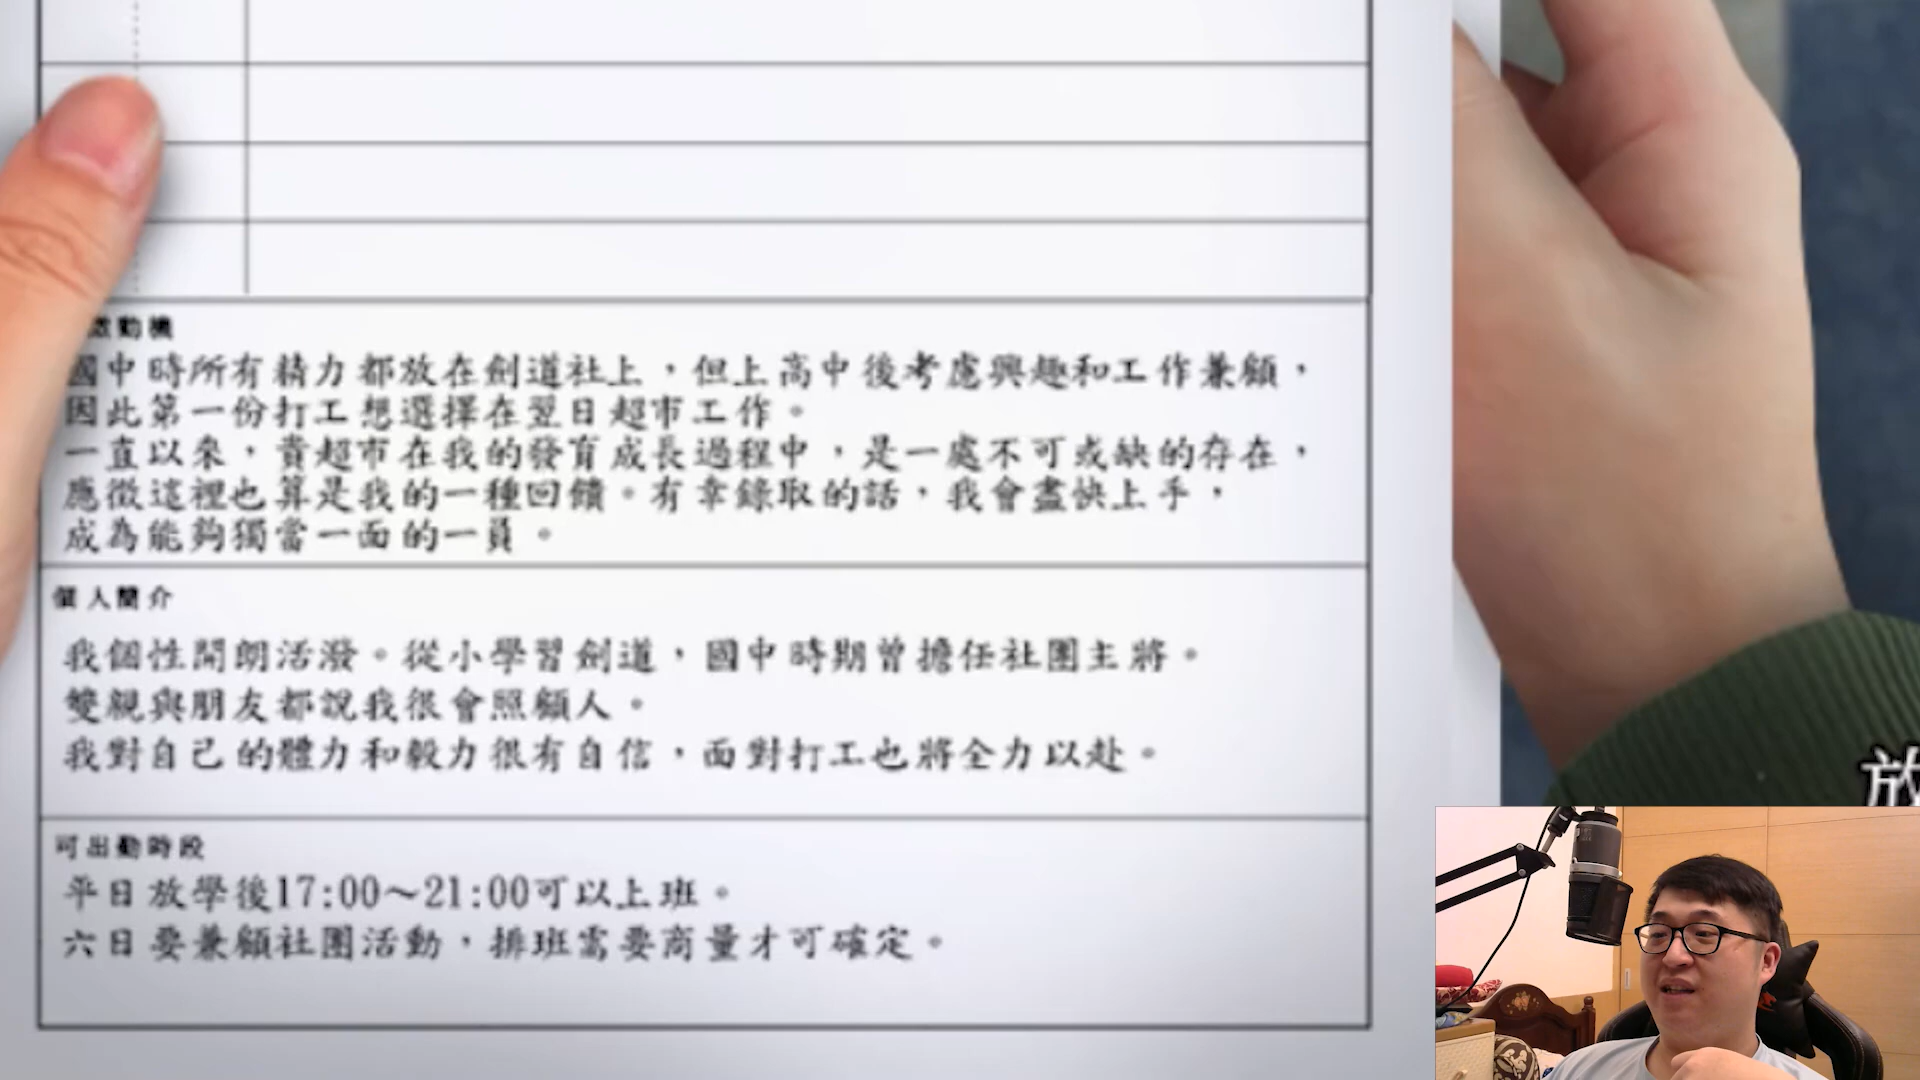 徵動機
國中時所有精力都放在劍道社上，但上高中後考慮興趣和工作兼顧，
因此第一份打工想選擇在翌日超市工作。
一直以來，貴超市在我的發育成長過程中，是一處不可或缺的存在，
應徵這裡也算是我的一種回饋。有幸錄取的話，我會盡快上手，
成為能夠獨當一面的一員。
個人簡介
我個性開朗活潑。從小學習劍道，國中時期曾擔任社團主將。
雙親與朋友都說我很會照顧人。
我對自己的體力和毅力很有自信，面對打工也將全力以赴。
可出勤時段
平日放學後17:00～21:00可以上班。
六日要兼顧社團活動，排班需要商量才可確定。
放